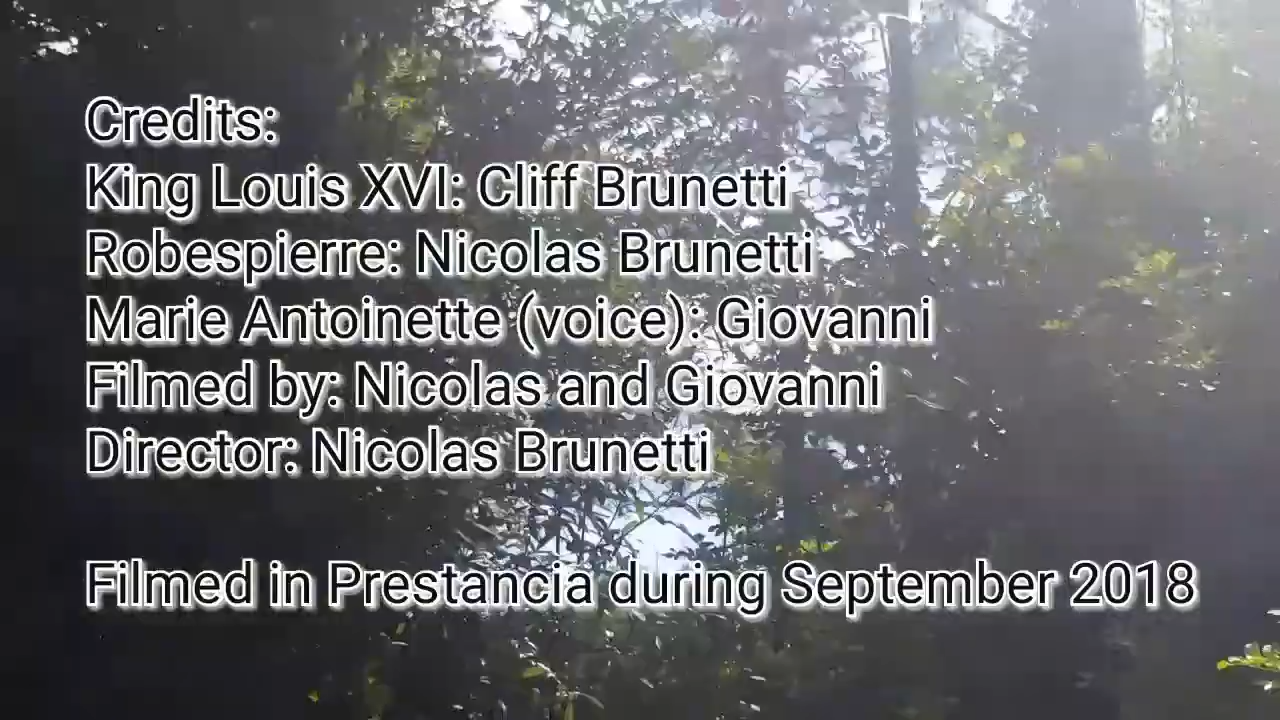 Credits:
King Louis XVI: Cliff Brunetti
Robespierre: Nicolas Brunetti
Marie Antoinette (voice): Giovanni
Filmed by: Nicolas and Giovanni
Director: Nicolas Brunetti
Filmed in Prestancia during September 2018